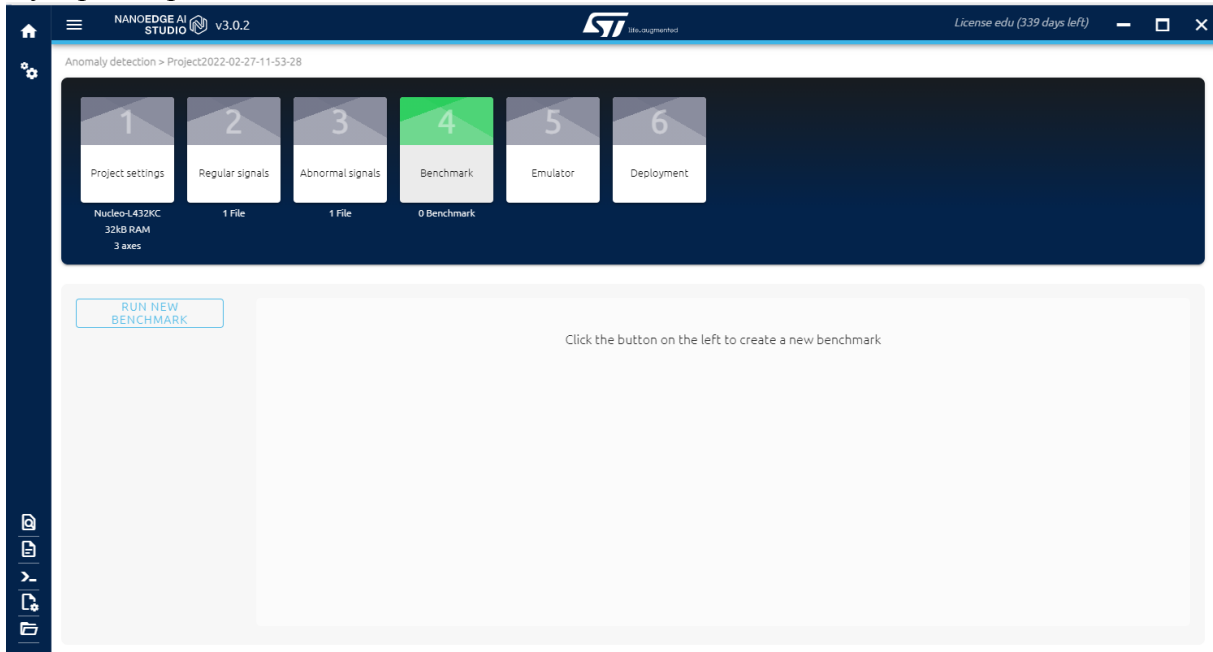 NANOEDGE AI
STUDIO
v3.0.2
life.augmented
License edu (339 days left)
Anomaly detection > Project2022-02-27-11-53-28
1
2
3
4
5
6
Project settings
Regular signals
Abnormal signals
Benchmark
Emulator
Deployment
Nucleo-L432KC
32kB RAM
3 axes
1 File
1 File
0 Benchmark
RUN NEW
BENCHMARK
Click the button on the left to create a new benchmark